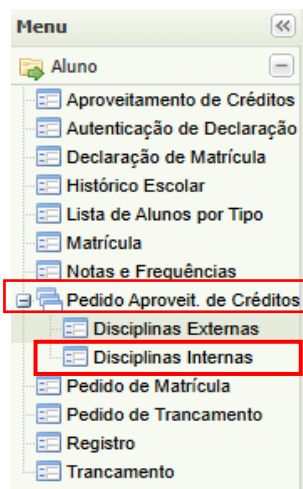 Menu
Aluno
Aproveitamento de Créditos
Autenticação de Declaração
Declaração de Matrícula
Histórico Escolar
Lista de Alunos por Tipo
Matrícula
Notas e Frequências
Pedido Aproveit. de Créditos
Disciplinas Externas
Disciplinas Internas
Pedido de Matrícula
Pedido de Trancamento
Registro
Trancamento